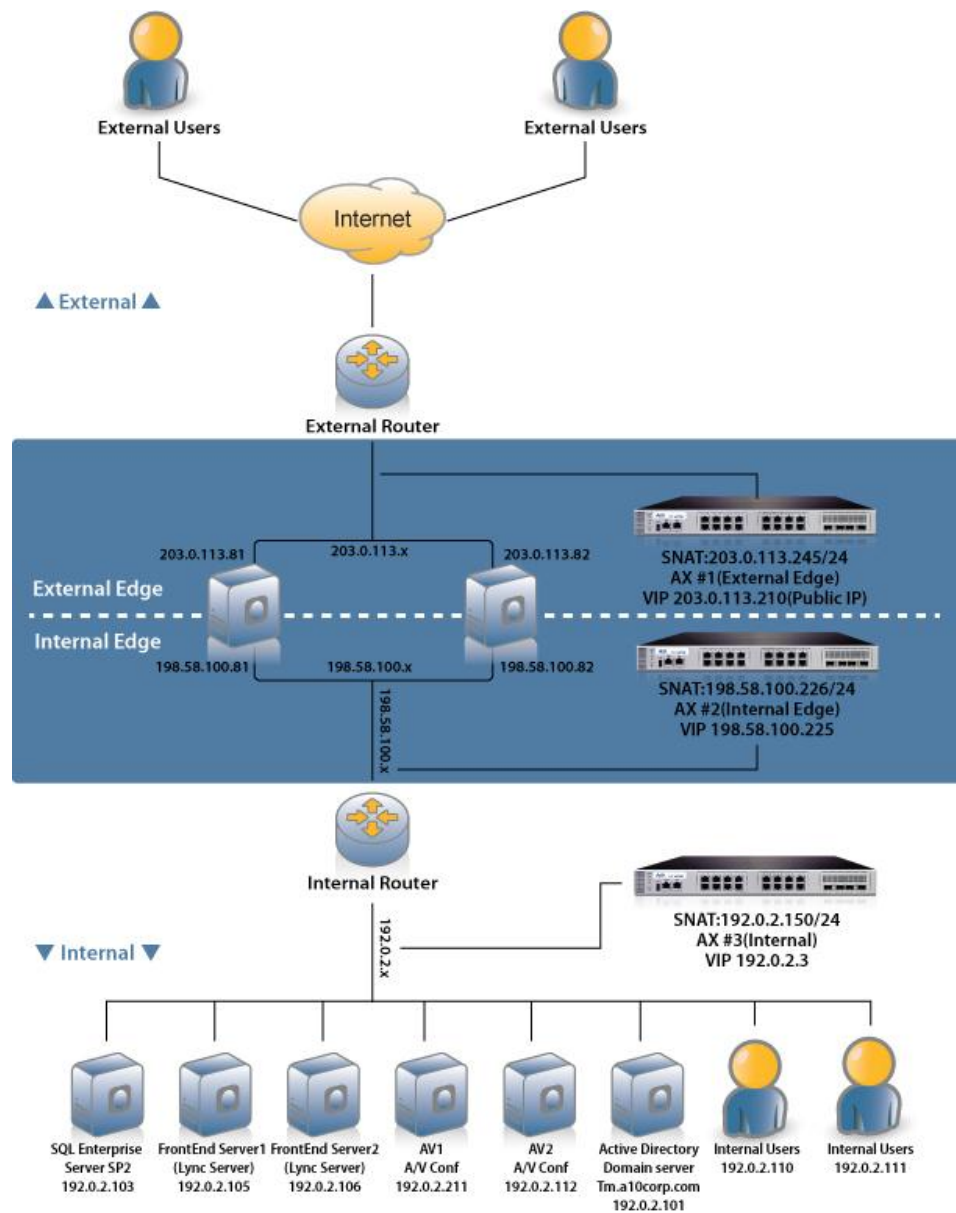 External Users
External Users
Internet
▲ External ▲
External Router
203.0.113.81
203.0.113.x
203.0.113.82
SNAT:203.0.113.245/24
AX #1(External Edge)
VIP 203.0.113.210(Public IP)
External Edge
Internal Edge
198.58.100.81
198.58.100.x
198.58.100.82
SNAT:198.58.100.226/24
AX #2(Internal Edge)
VIP 198.58.100.225
198.58.100.x
Internal Router
SNAT:192.0.2.150/24
AX #3(Internal)
VIP 192.0.2.3
192.0.2.x
▼ Internal ▼
SQL Enterprise
Server SP2
192.0.2.103
FrontEnd Server1
(Lync Server)
192.0.2.105
FrontEnd Server2
(Lync Server)
192.0.2.106
AV1
A/V Conf
192.0.2.211
AV2
A/V Conf
192.0.2.112
Active Directory
Domain server
Tm.a10corp.com
192.0.2.101
Internal Users
192.0.2.110
Internal Users
192.0.2.111